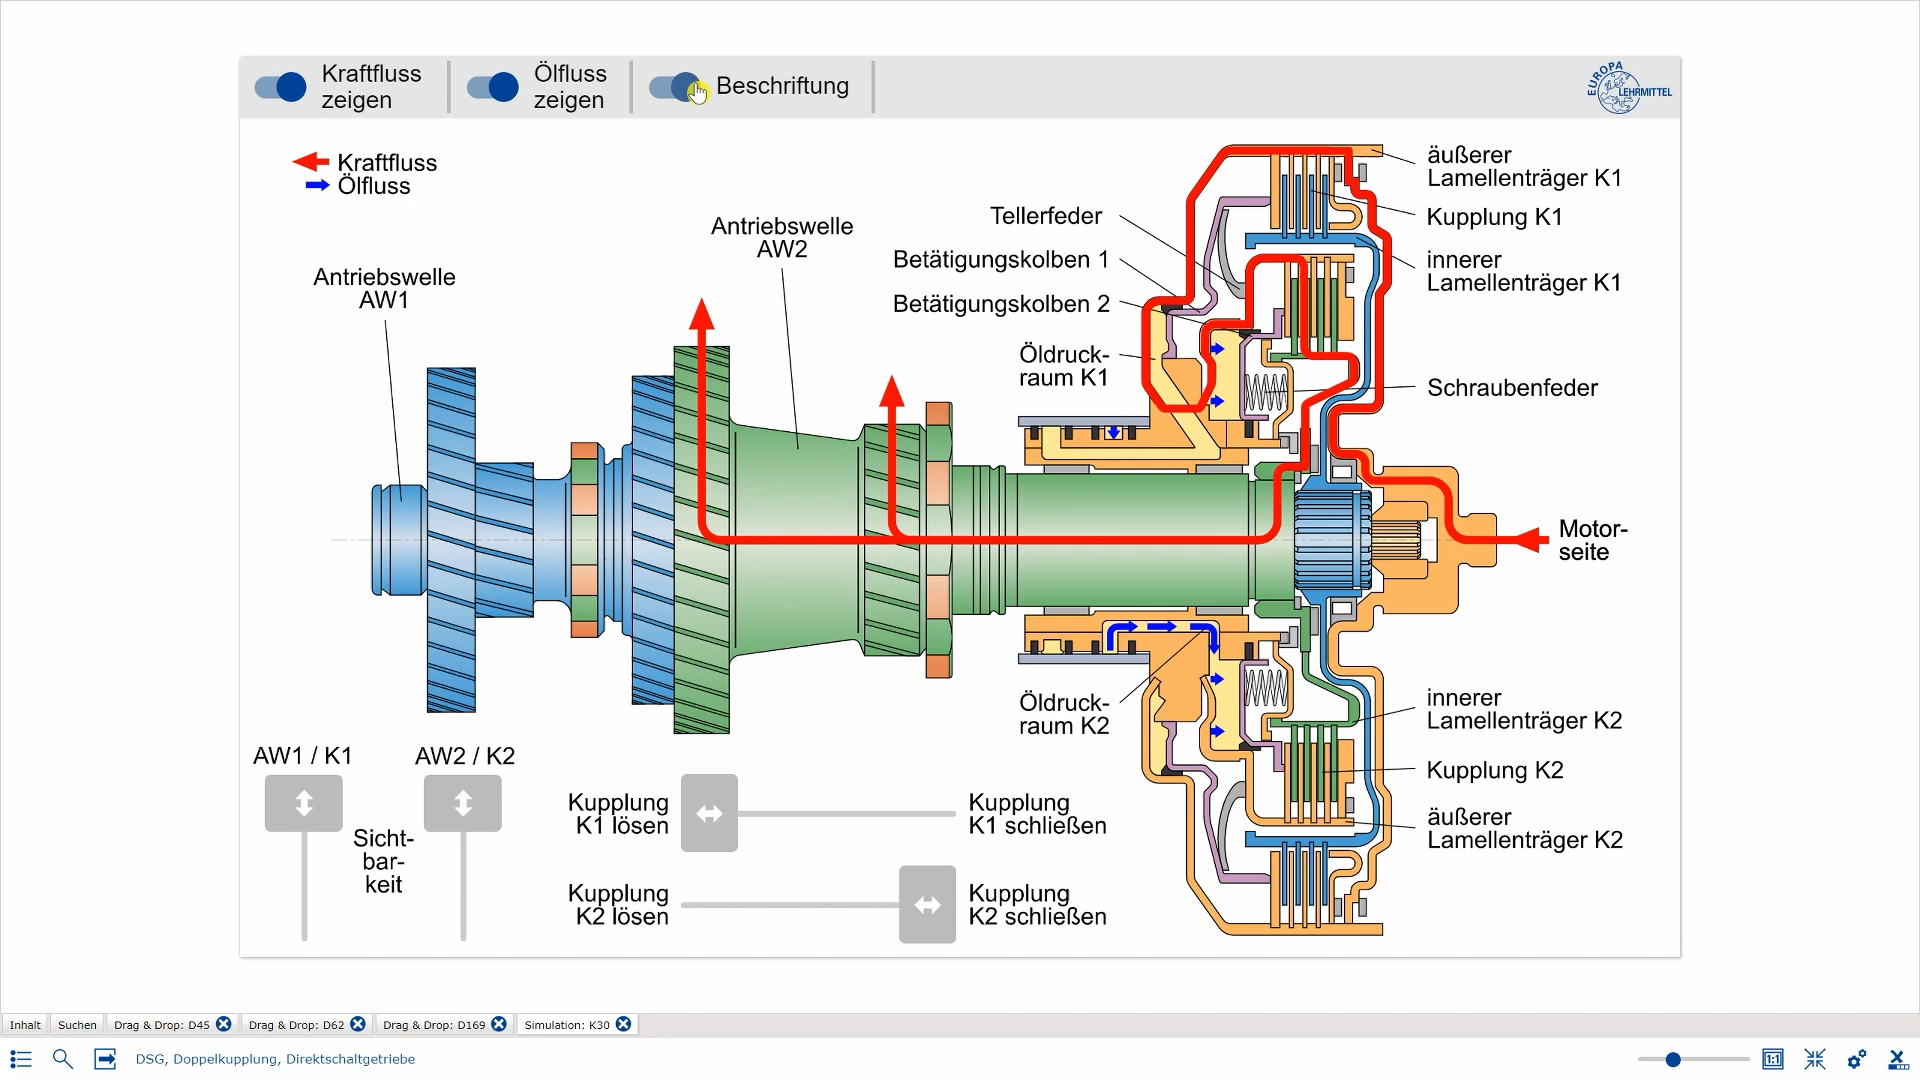 Kraftfluss
zeigen
Ölfluss
zeigen
Beschriftung
EUROPA
LEHRMITTEL
Kraftfluss
Ölfluss
Antriebswelle
AW1
Antriebswelle
AW2
Tellerfeder
Betätigungskolben 1
Betätigungskolben 2
Öldruck-
raum K1
äußerer
Lamellenträger K1
Kupplung K1
innerer
Lamellenträger K1
Schraubenfeder
Motor-
seite
Öldruck-
raum K2
innerer
Lamellenträger K2
Kupplung K2
äußerer
Lamellenträger K2
AW1 / K1
AW2 / K2
Sicht-
bar-
keit
Kupplung
K1 lösen
Kupplung
K1 schließen
Kupplung
K2 lösen
Kupplung
K2 schließen
Inhalt
Suchen
Drag & Drop: D45
Drag & Drop: D62
Drag & Drop: D169
Simulation: K30
DSG, Doppelkupplung, Direktschaltgetriebe
1:1